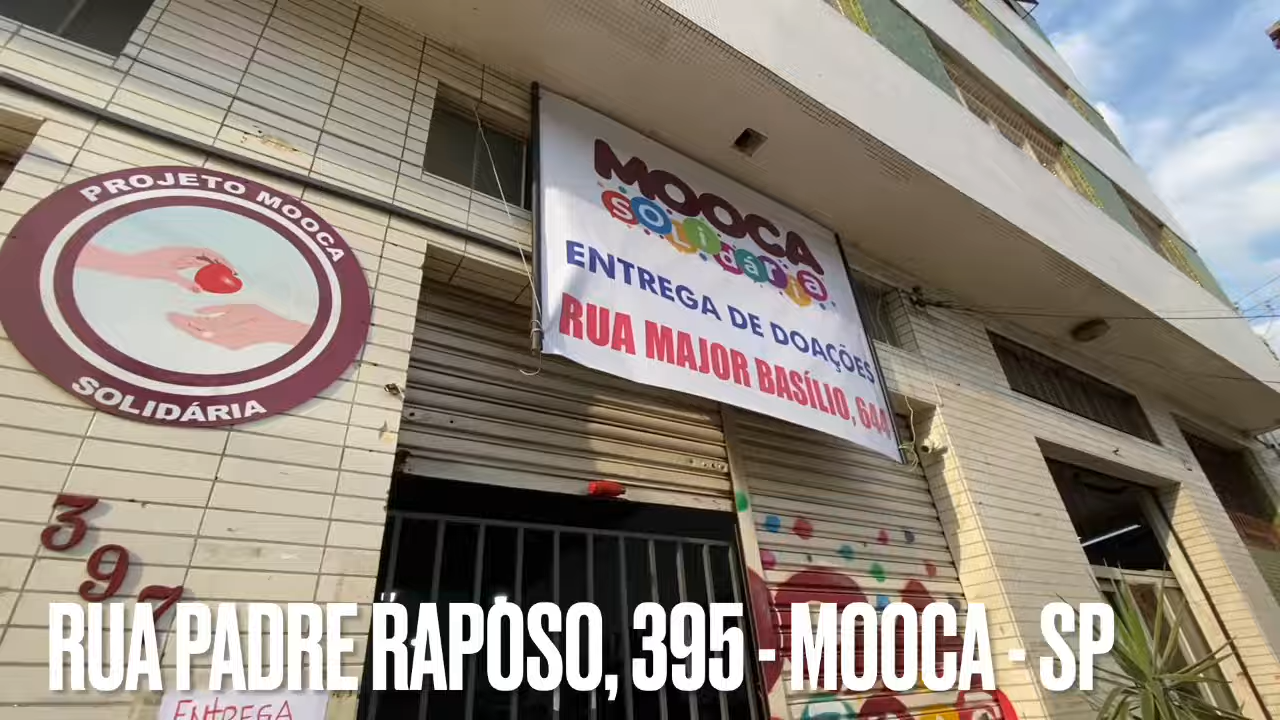 PROJETO MOOCA
SOLIDÁRIA
MOOCA
SOLidáRia
ENTREGA DE DOAÇÕES
RUA MAJOR BASÍLIO, 644
397
RUA PADRE RAPOSO, 395 - MOOCA - SP
ENTREGA